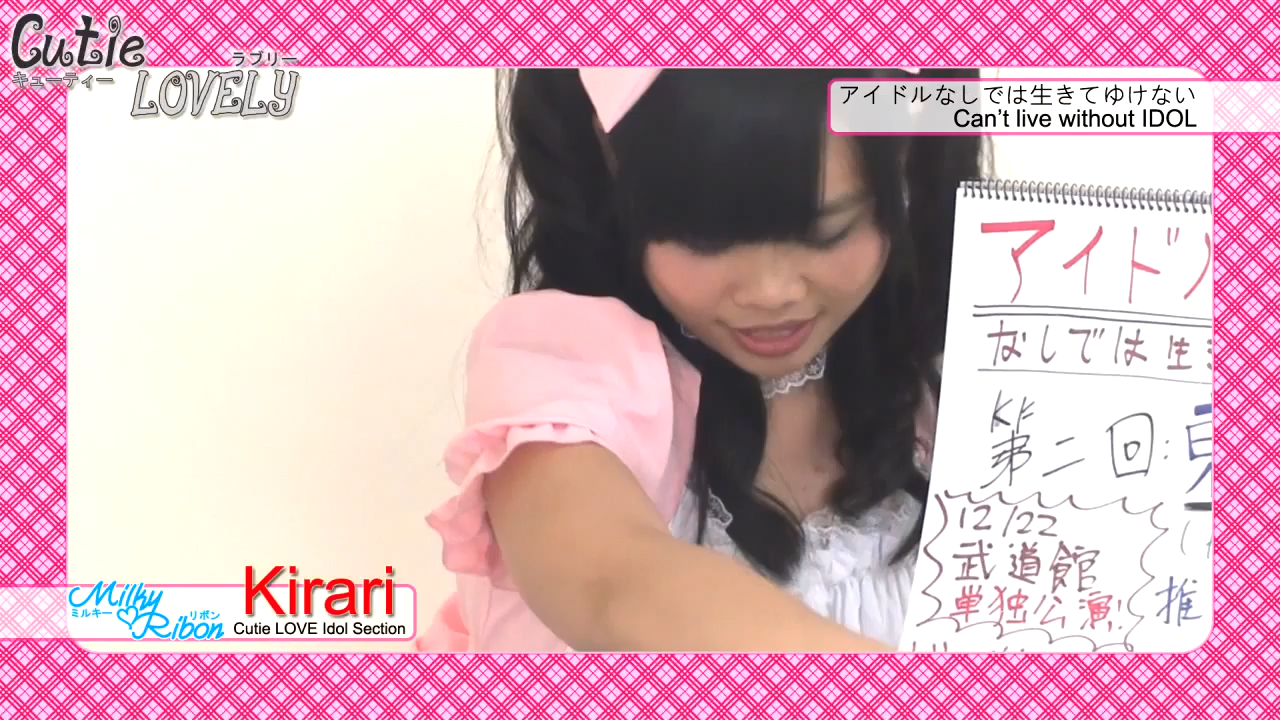 Cutie
キューティー
ラブリー
LOVELY
アイドルなしでは生きてゆけない
Can't live without IDOL
アイドル
なしでは生き
第二回:
12/22
武道館
単独公演!
推
Milky
ミルキー
リボン
Ribon
Kirari
Cutie LOVE Idol Section